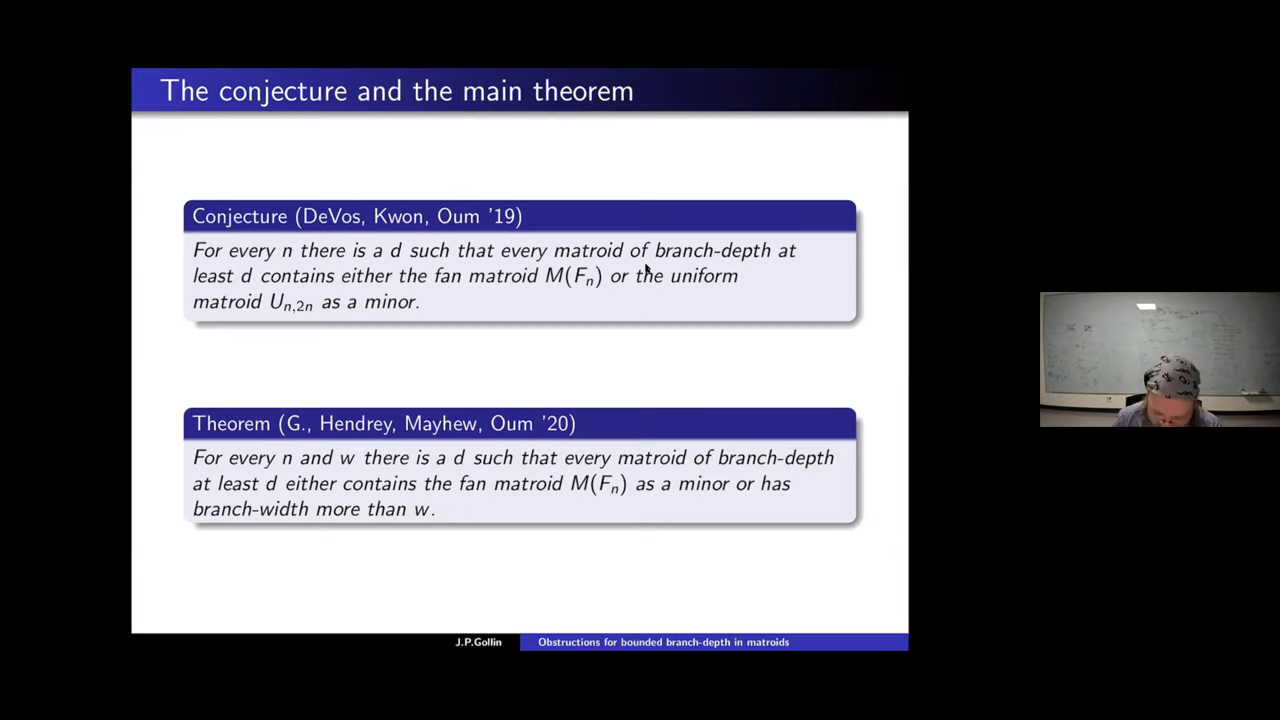 The conjecture and the main theorem
Conjecture (DeVos, Kwon, Oum '19)
For every n there is a d such that every matroid of branch-depth at
least d contains either the fan matroid M(Fₙ) or the uniform
matroid Uₙ,₂ₙ as a minor.
Theorem (G., Hendrey, Mayhew, Oum '20)
For every n and w there is a d such that every matroid of branch-depth
at least d either contains the fan matroid M(Fₙ) as a minor or has
branch-width more than w.
J.P.Gollin Obstructions for bounded branch-depth in matroids